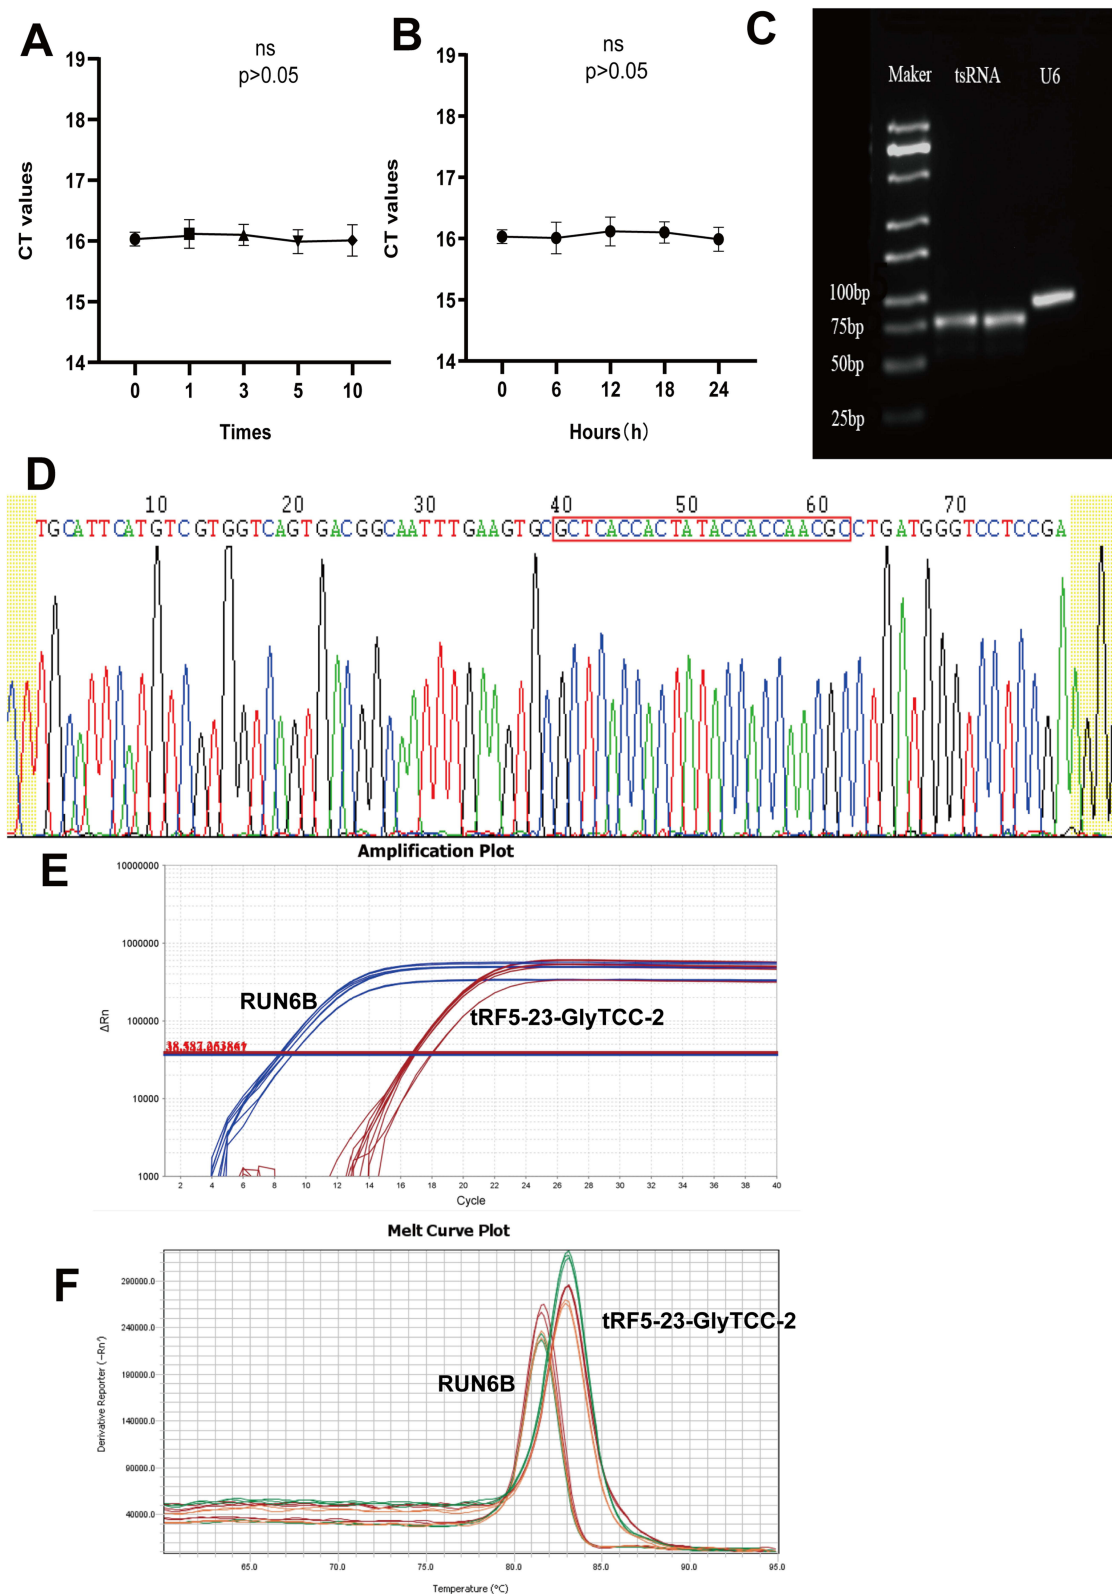 A
ns
p>0.05
CT values
19
18
17
16
15
14
0 1 3 5 10
Times
B
ns
p>0.05
CT values
19
18
17
16
15
14
0 6 12 18 24
Hours(h)
C
Maker tsRNA U6
100bp
75bp
50bp
25bp
D
10 20 30 40 50 60 70
TGCATTCATGTCGTGGTCAGTGACGGCAATTTGAAGTGCGCTCACCACTATACCACCAACGCCTGATGGGTCCTCCGA
E
Amplification Plot
ΔRn
10000000
1000000
100000
10000
1000
RUN6B
tRF5-23-GlyTCC-2
2 4 6 8 10 12 14 16 18 20 22 24 26 28 30 32 34 36 38 40
Cycle
F
Melt Curve Plot
Derivative Reporter (-Rn')
290000.0
240000.0
190000.0
140000.0
90000.0
40000.0
tRF5-23-GlyTCC-2
RUN6B
65.0 70.0 75.0 80.0 85.0 90.0 95.0
Temperature (°C)